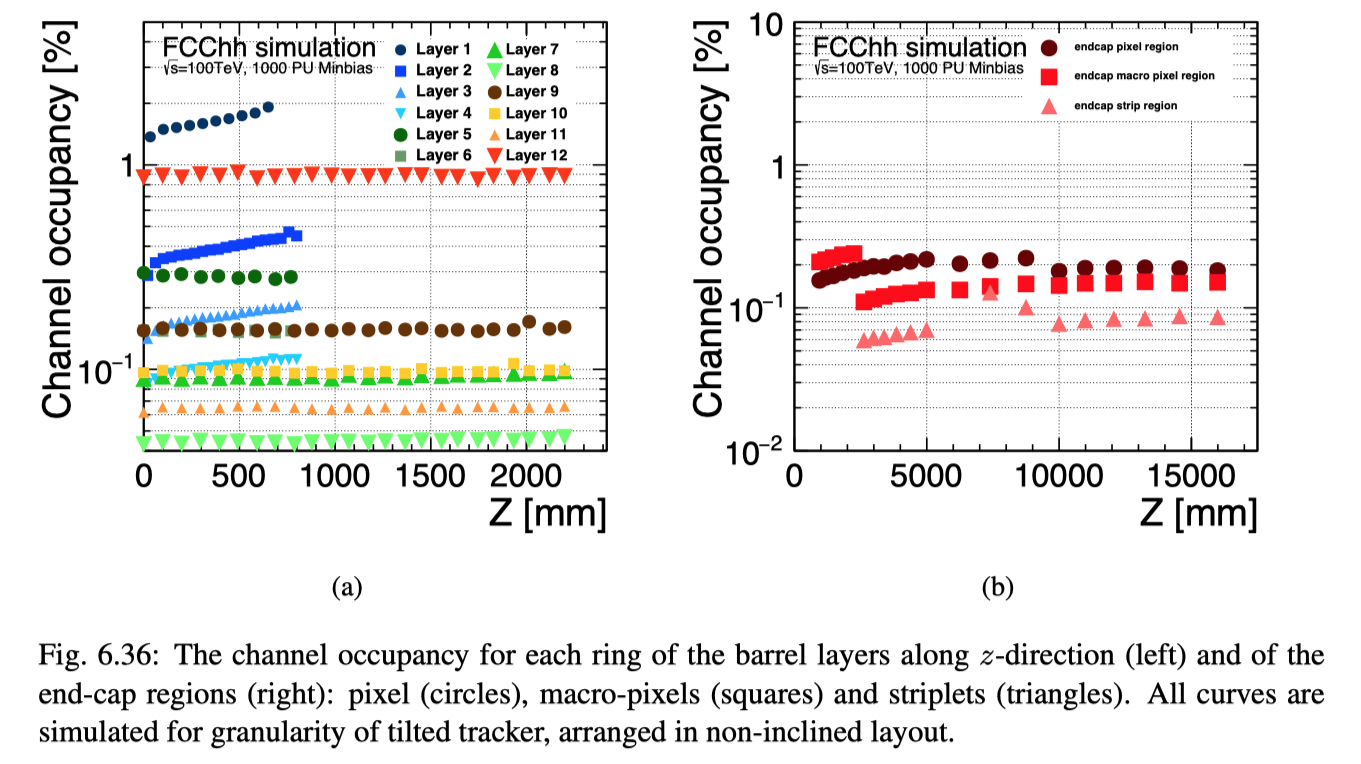 FCChh simulation
√s=100TeV, 1000 PU Minbias
Layer 1
Layer 2
Layer 3
Layer 4
Layer 5
Layer 6
Layer 7
Layer 8
Layer 9
Layer 10
Layer 11
Layer 12
Channel occupancy [%]
1
10⁻¹
0 500 1000 1500 2000
Z [mm]
(a)
FCChh simulation
√s=100TeV, 1000 PU Minbias
endcap pixel region
endcap macro pixel region
endcap strip region
Channel occupancy [%]
10
1
10⁻¹
10⁻²
0 5000 10000 15000
Z [mm]
(b)
Fig. 6.36: The channel occupancy for each ring of the barrel layers along z-direction (left) and of the
end-cap regions (right): pixel (circles), macro-pixels (squares) and striplets (triangles). All curves are
simulated for granularity of tilted tracker, arranged in non-inclined layout.